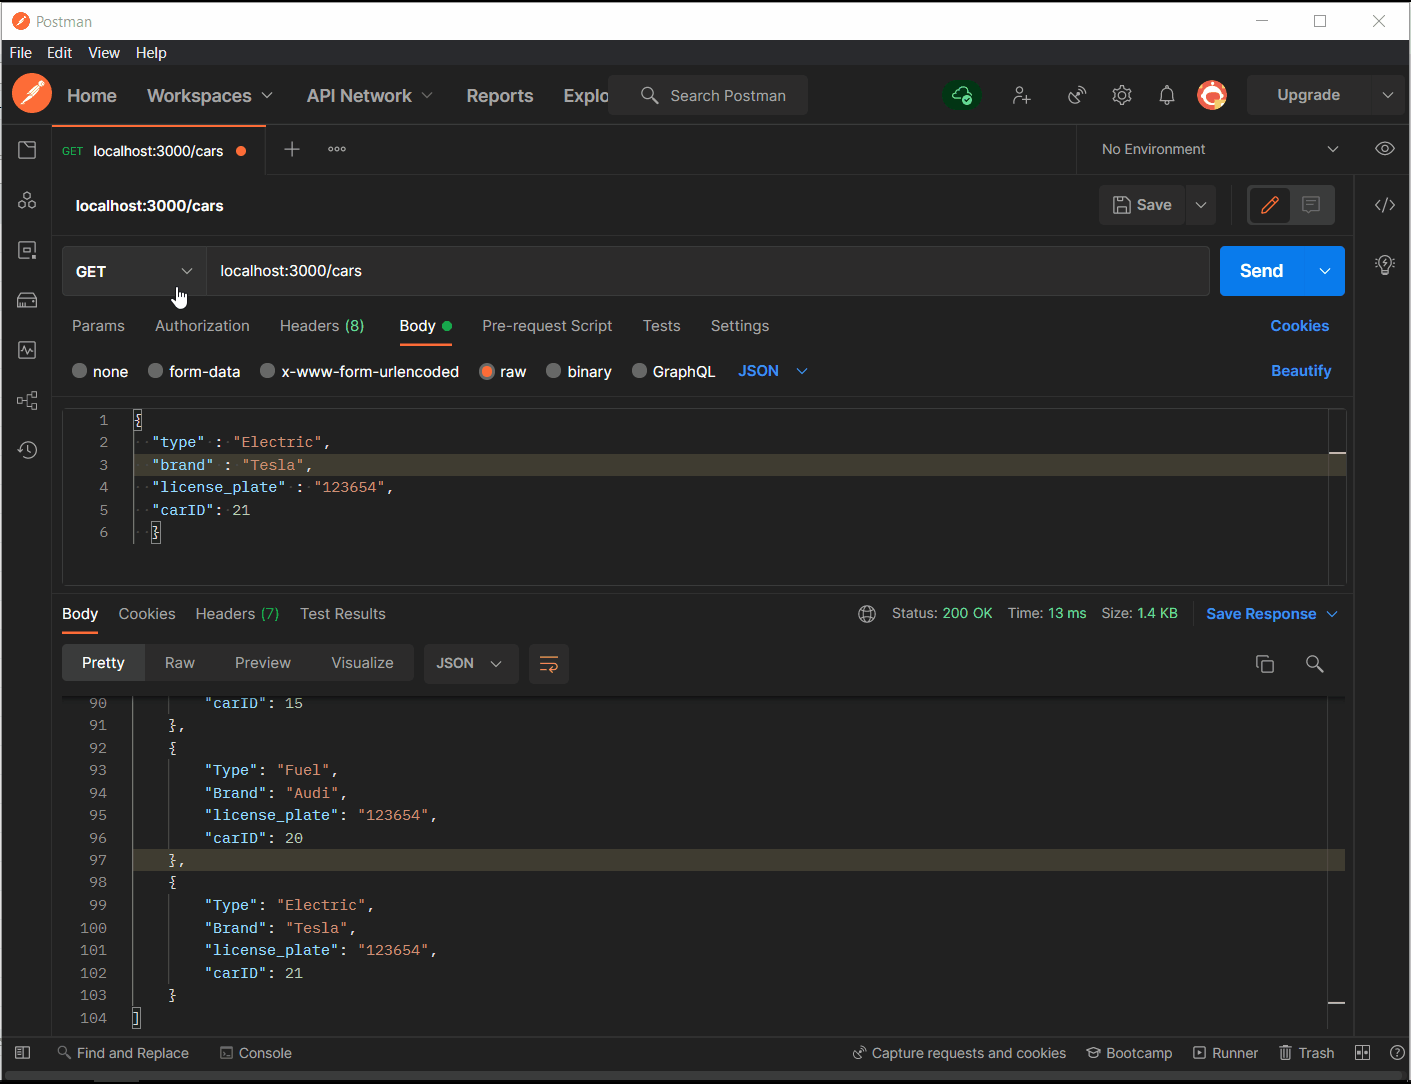 Postman
File Edit View Help
Home Workspaces API Network Reports Explo Search Postman Upgrade
GET localhost:3000/cars No Environment
localhost:3000/cars Save
GET localhost:3000/cars Send
Params Authorization Headers (8) Body Pre-request Script Tests Settings Cookies
none form-data x-www-form-urlencoded raw binary GraphQL JSON Beautify
1 {
2 "type" : "Electric",
3 "brand" : "Tesla",
4 "license_plate" : "123654",
5 "carID": 21
6 }
Body Cookies Headers (7) Test Results Status: 200 OK Time: 13 ms Size: 1.4 KB Save Response
Pretty Raw Preview Visualize JSON
90 "carID": 15
91 },
92 {
93 "Type": "Fuel",
94 "Brand": "Audi",
95 "license_plate": "123654",
96 "carID": 20
97 },
98 {
99 "Type": "Electric",
100 "Brand": "Tesla",
101 "license_plate": "123654",
102 "carID": 21
103 }
104 ]
Find and Replace Console Capture requests and cookies Bootcamp Runner Trash